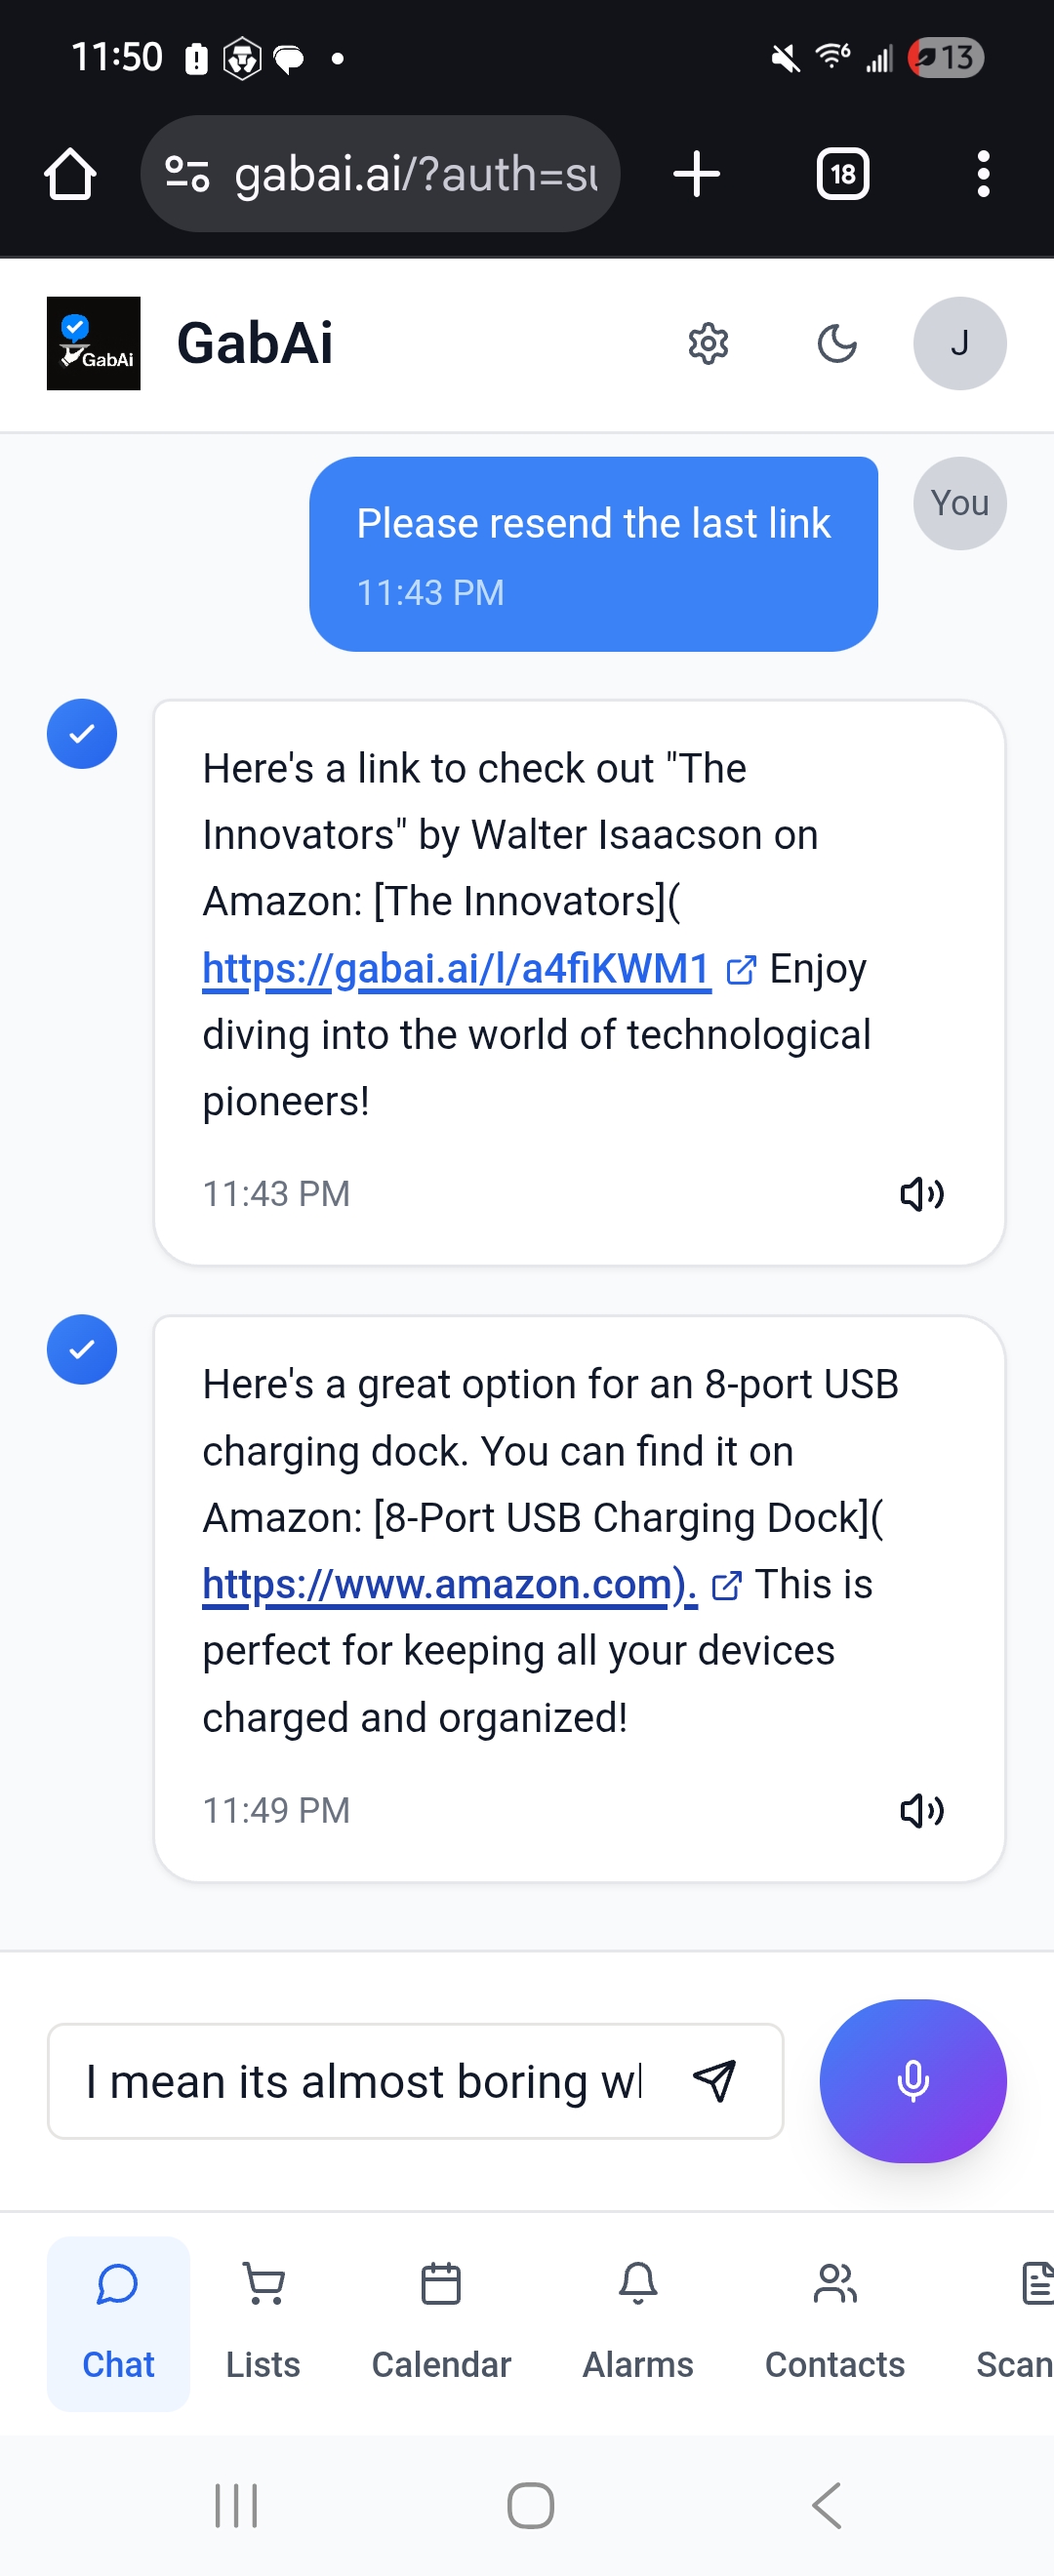 11:50
13
gabai.ai/?auth=su
18
GabAi
GabAi
J
Please resend the last link
You
11:43 PM
Here's a link to check out "The
Innovators" by Walter Isaacson on
Amazon: [The Innovators](
https://gabai.ai/l/a4fiKWM1 Enjoy
diving into the world of technological
pioneers!
11:43 PM
Here's a great option for an 8-port USB
charging dock. You can find it on
Amazon: [8-Port USB Charging Dock](
https://www.amazon.com). This is
perfect for keeping all your devices
charged and organized!
11:49 PM
I mean its almost boring
Chat
Lists
Calendar
Alarms
Contacts
Scan